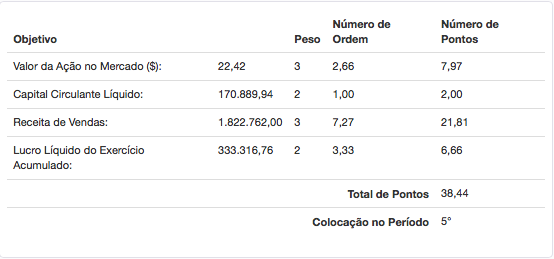 Objetivo Peso Número de Ordem Número de Pontos
Valor da Ação no Mercado ($): 22,42 3 2,66 7,97
Capital Circulante Líquido: 170.889,94 2 1,00 2,00
Receita de Vendas: 1.822.762,00 3 7,27 21,81
Lucro Líquido do Exercício Acumulado: 333.316,76 2 3,33 6,66
Total de Pontos 38,44
Colocação no Período 5°